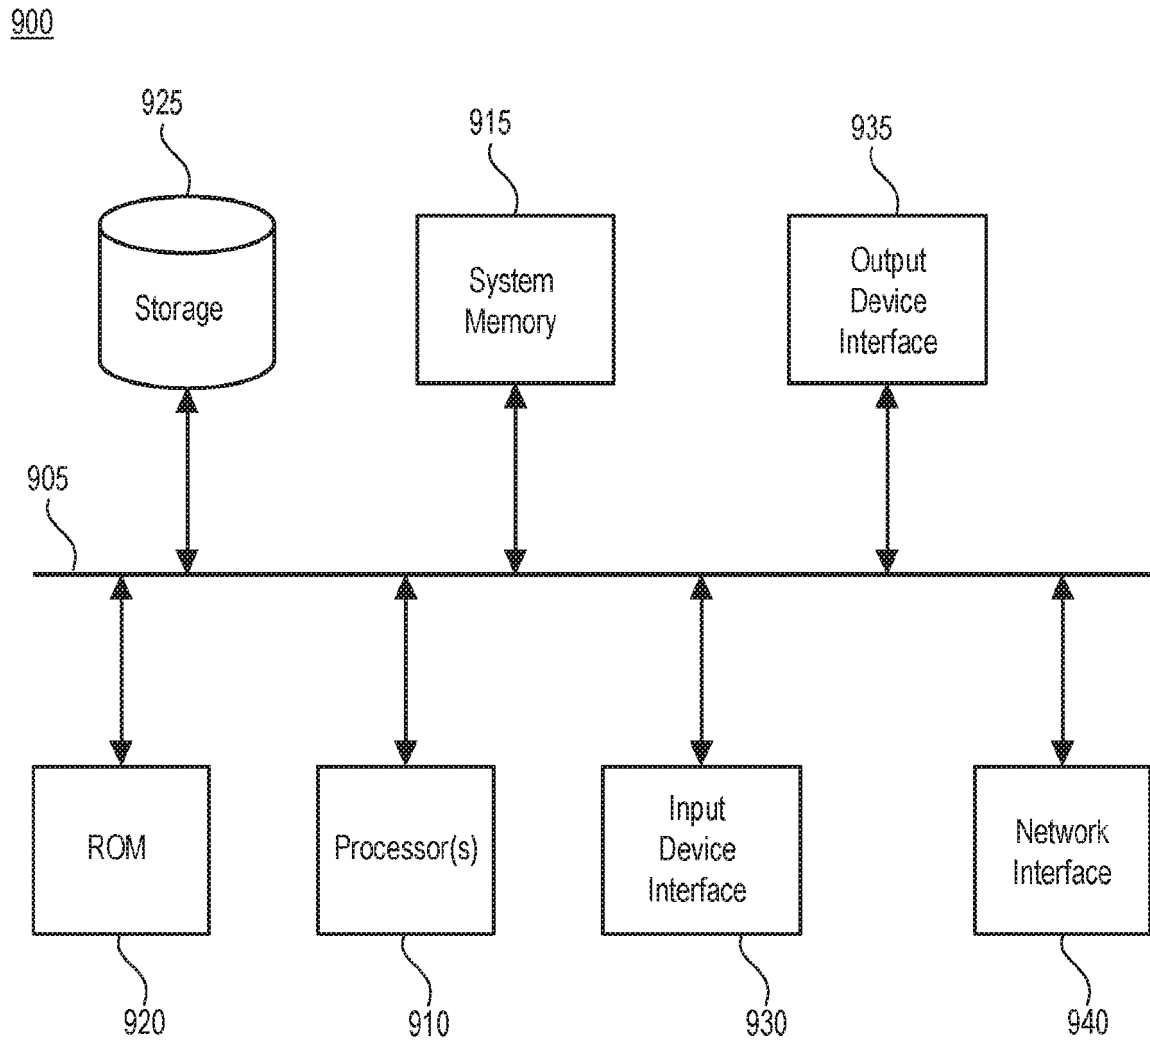 900
925
915
935
Storage
System
Memory
Output
Device
Interface
905
ROM
Processor(s)
Input
Device
Interface
Network
Interface
920
910
930
940